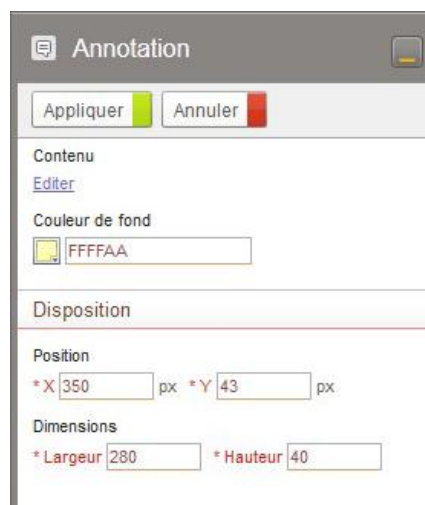 Annotation
Appliquer Annuler
Contenu
Editer
Couleur de fond
FFFFAA
Disposition
Position
* X 350 px * Y 43 px
Dimensions
* Largeur 280 * Hauteur 40